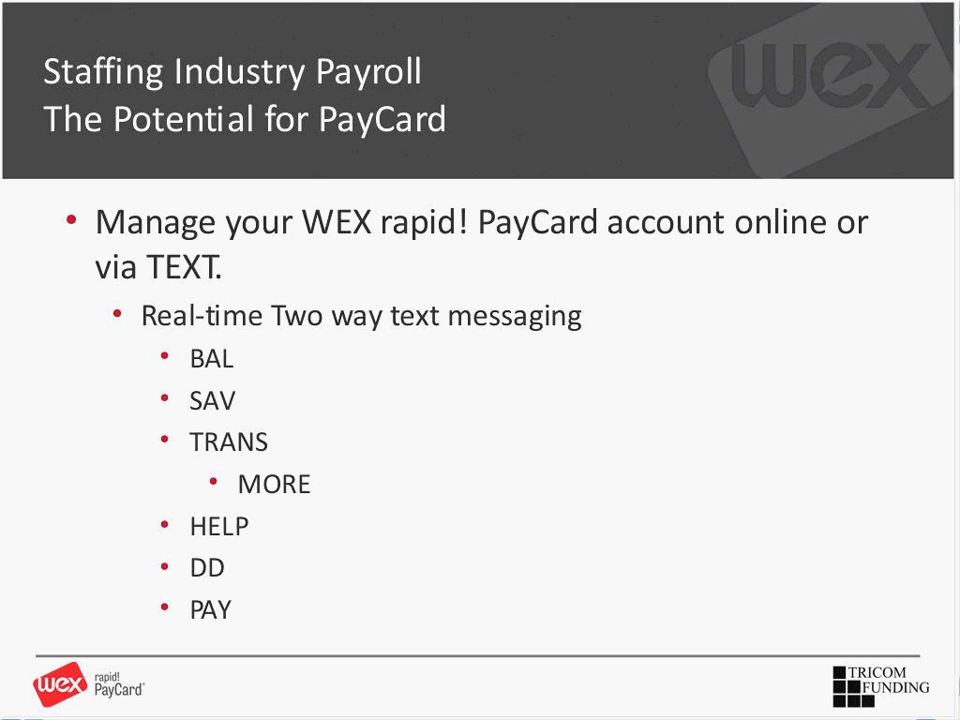 wex
Staffing Industry Payroll
The Potential for PayCard
• Manage your WEX rapid! PayCard account online or
via TEXT.
• Real-time Two way text messaging
• BAL
• SAV
• TRANS
• MORE
• HELP
• DD
• PAY
wex rapid!
PayCard
TRICOM
FUNDING